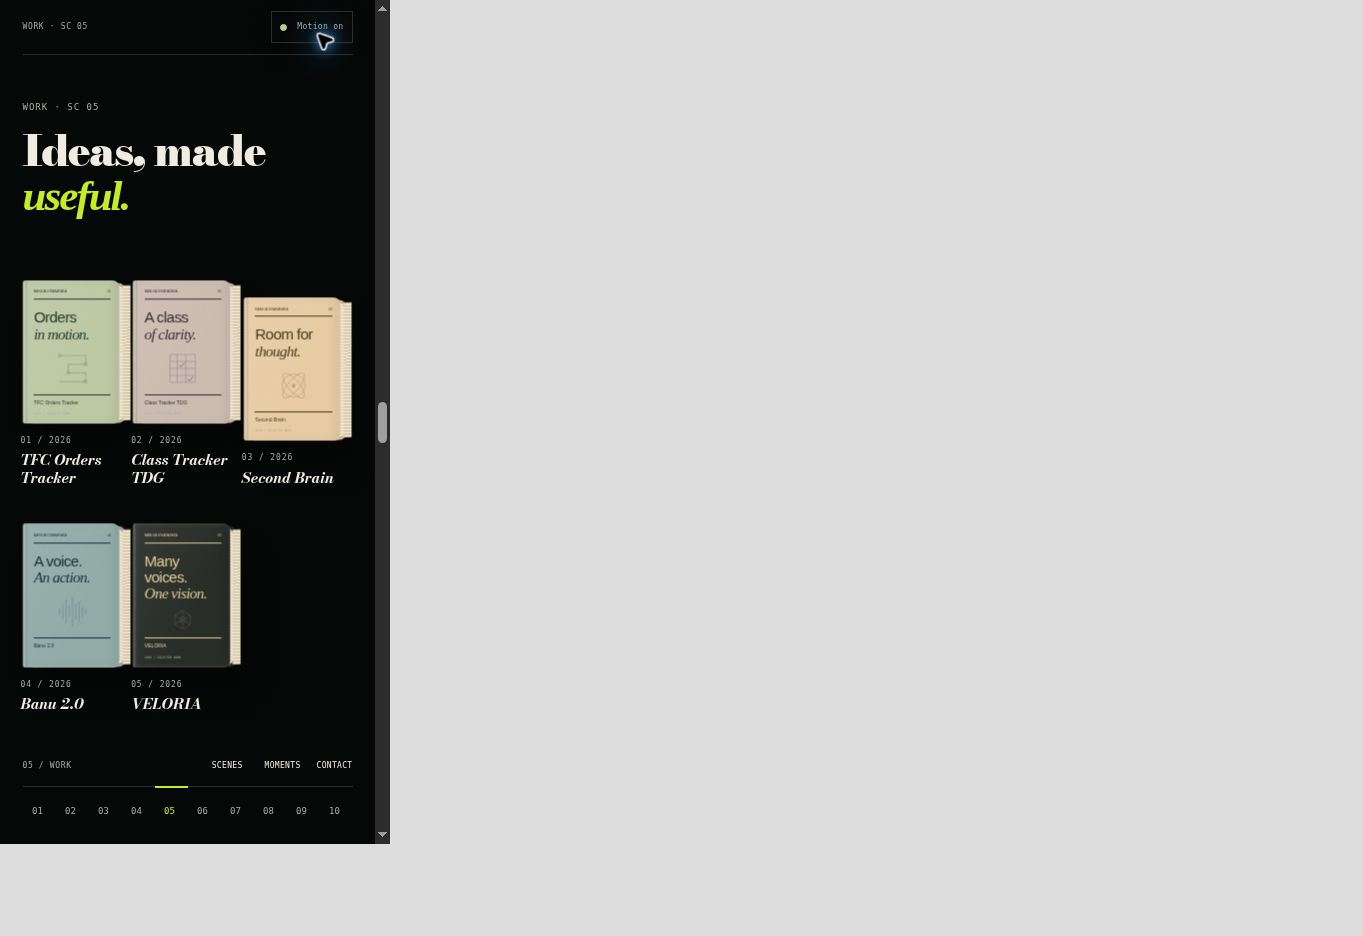 WORK · SC 05
Motion on
WORK · SC 05
Ideas, made
useful.
Orders
in motion.
TFC Orders Tracker
A class
of clarity.
Class Tracker TDG
Room for
thought.
Second Brain
01 / 2026
TFC Orders
Tracker
02 / 2026
Class Tracker
TDG
03 / 2026
Second Brain
A voice.
An action.
Banu 2.0
Many
voices.
One vision.
VELORIA
04 / 2026
Banu 2.0
05 / 2026
VELORIA
05 / WORK
SCENES
MOMENTS
CONTACT
01 02 03 04 05 06 07 08 09 10